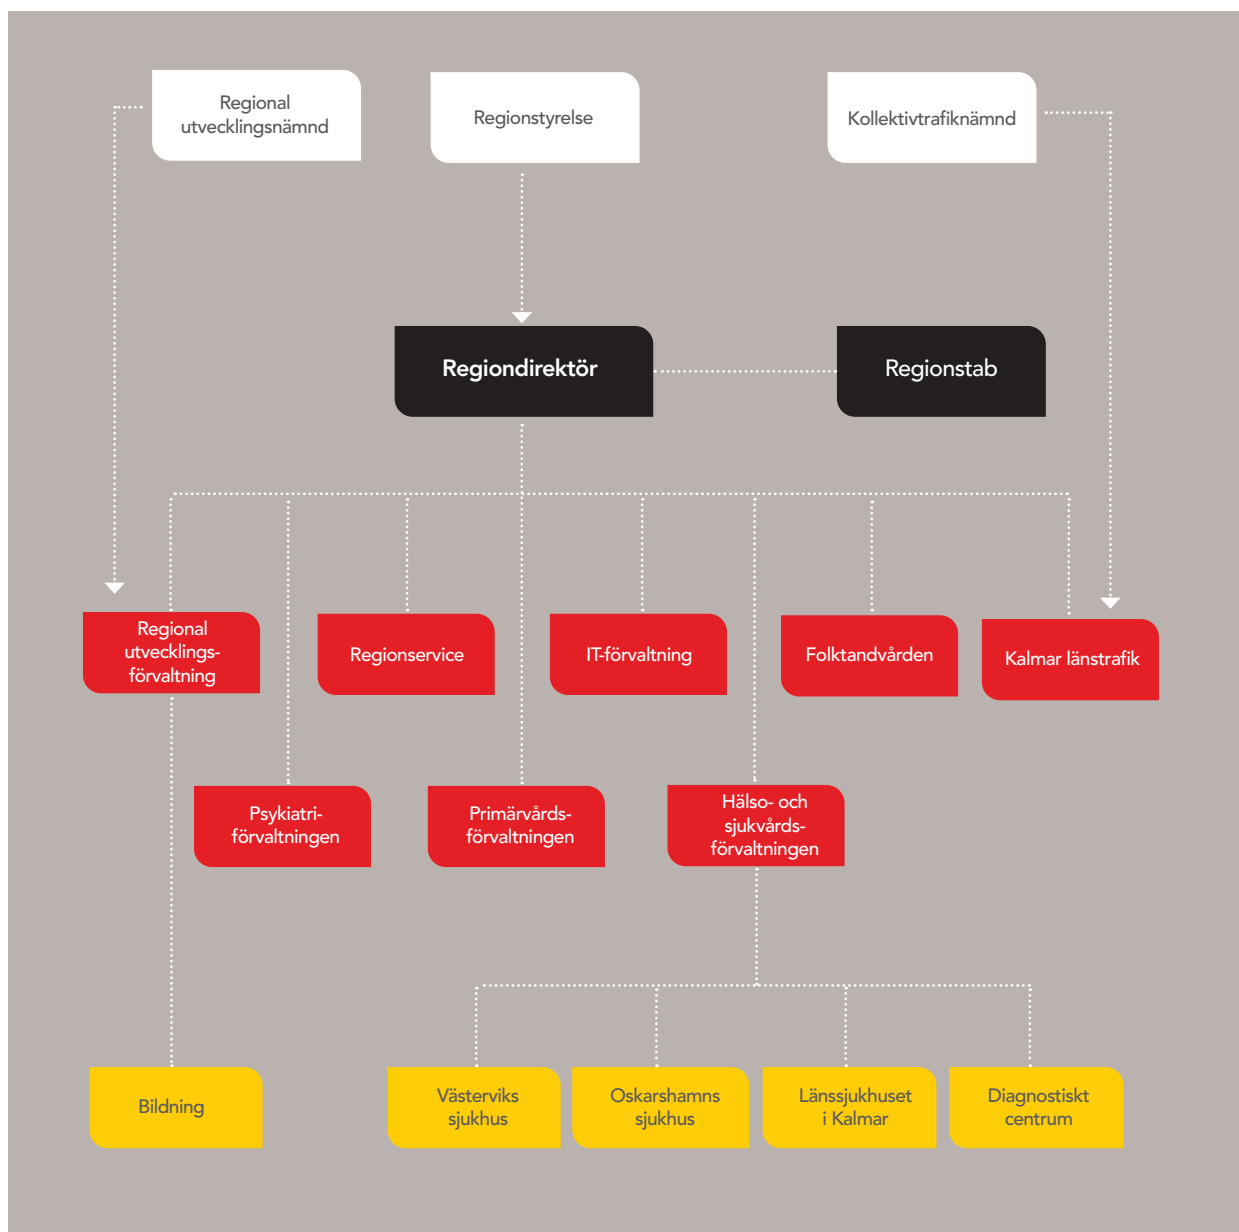 Regional
utvecklingsnämnd
Regionstyrelse
Kollektivtrafiknämnd
Regiondirektör
Regionstab
Regional
utvecklings-
förvaltning
Regionservice
IT-förvaltning
Folktandvården
Kalmar länstrafik
Psykiatri-
förvaltningen
Primärvårds-
förvaltningen
Hälso- och
sjukvårds-
förvaltningen
Bildning
Västerviks
sjukhus
Oskarshamns
sjukhus
Länssjukhuset
i Kalmar
Diagnostiskt
centrum